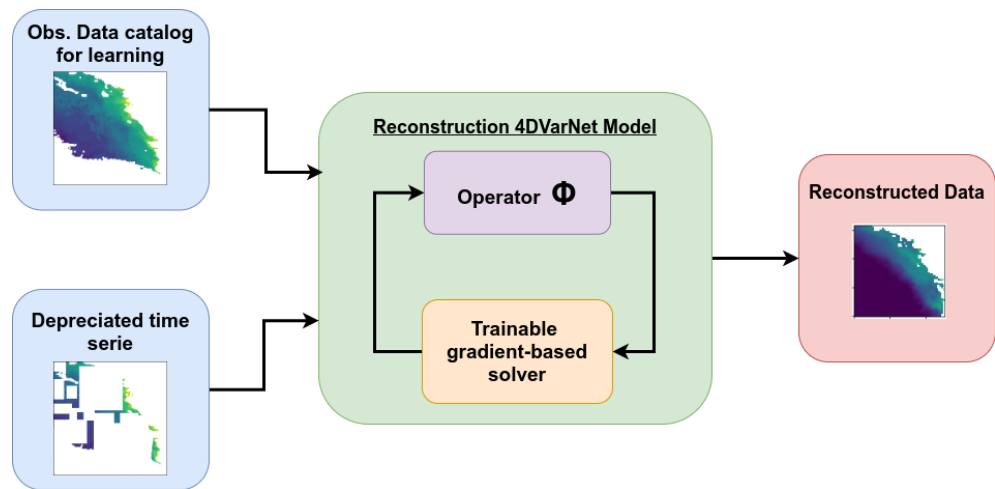 Obs. Data catalog
for learning
Reconstruction 4DVarNet Model
Operator Φ
Trainable
gradient-based
solver
Depreciated time
serie
Reconstructed Data